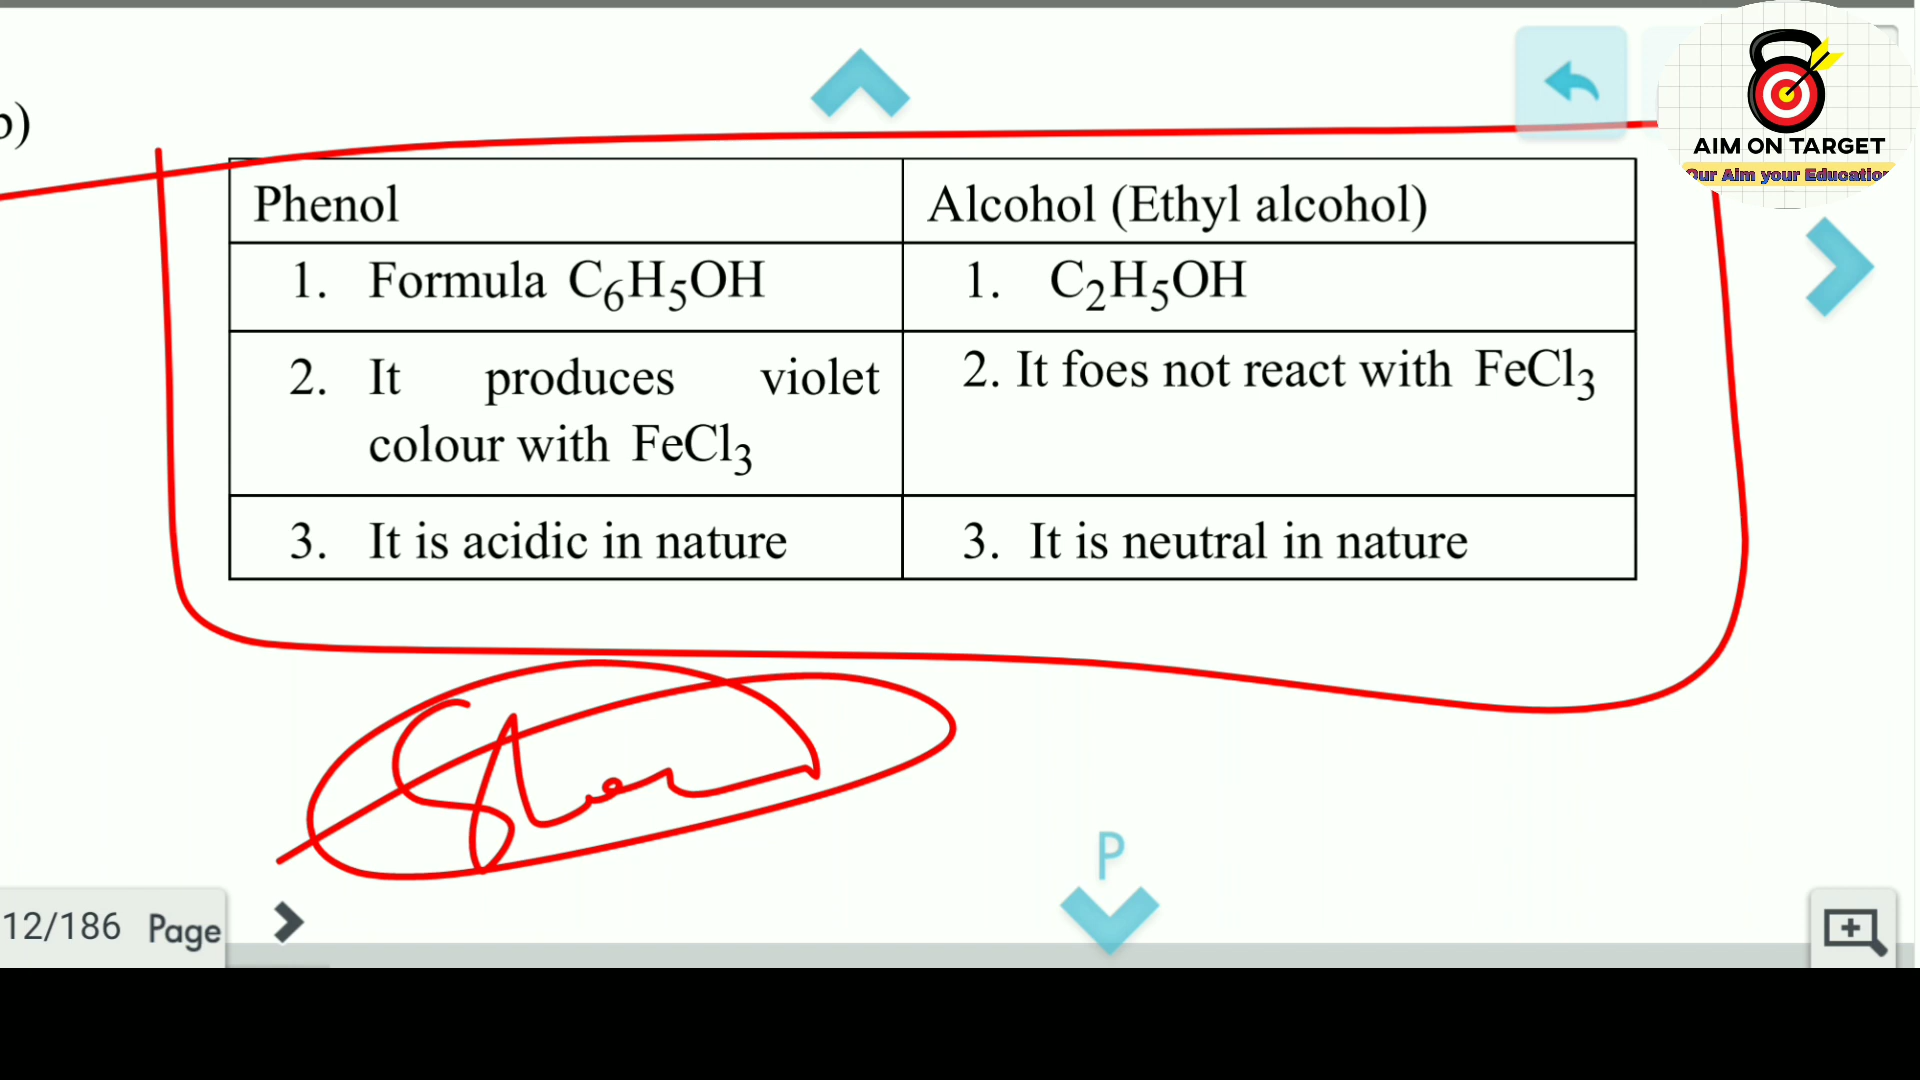 AIM ON TARGET
Our Aim your Education
Phenol
Alcohol (Ethyl alcohol)
1. Formula C₆H₅OH
1. C₂H₅OH
2. It produces violet
colour with FeCl₃
2. It foes not react with FeCl₃
3. It is acidic in nature
3. It is neutral in nature
P
12/186 Page